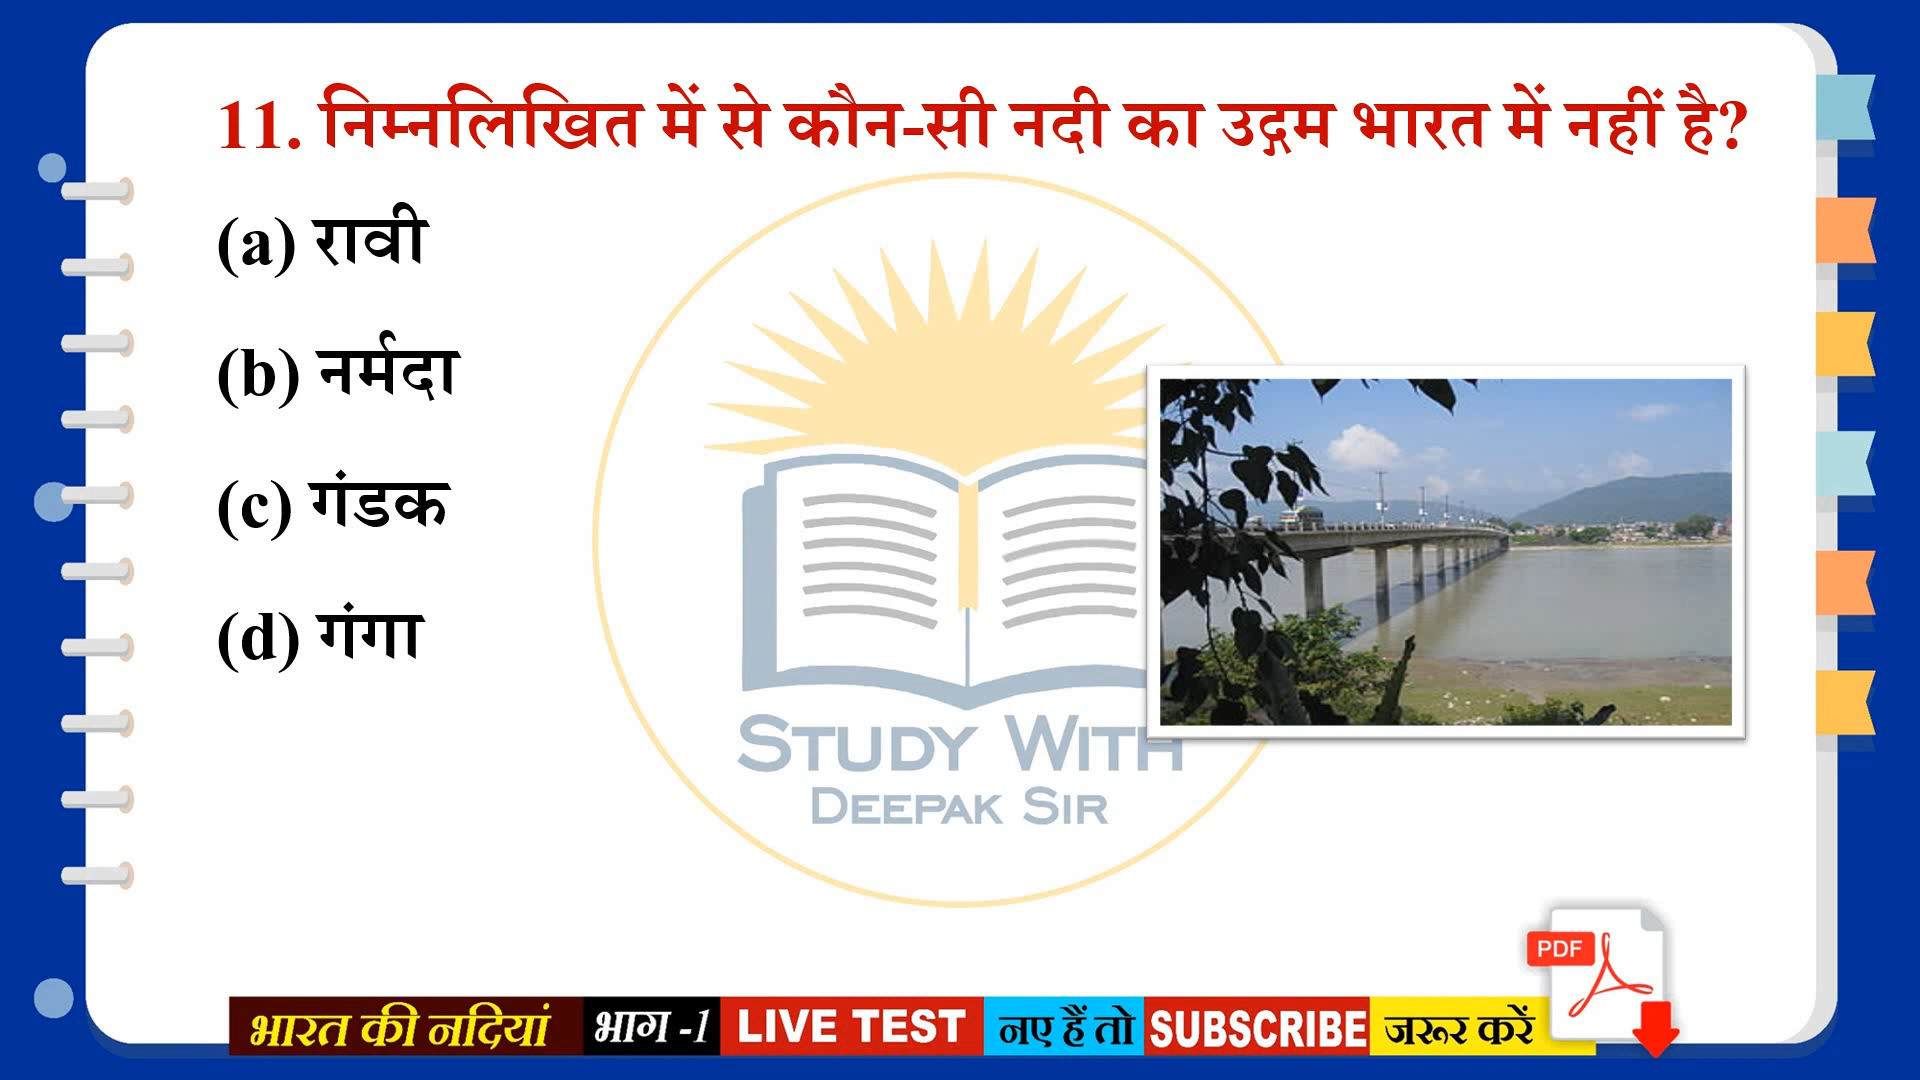 11. निम्नलिखित में से कौन-सी नदी का उद्गम भारत में नहीं है?
(a) रावी
(b) नर्मदा
(c) गंडक
(d) गंगा
STUDY WITH
DEEPAK SIR
PDF
भारत की नदियां भाग -1 LIVE TEST नए हैं तो SUBSCRIBE जरूर करें